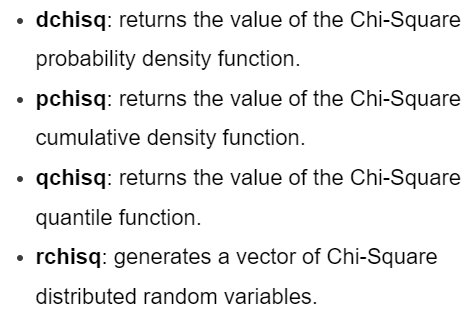 • dchisq: returns the value of the Chi-Square
probability density function.
• pchisq: returns the value of the Chi-Square
cumulative density function.
• qchisq: returns the value of the Chi-Square
quantile function.
• rchisq: generates a vector of Chi-Square
distributed random variables.